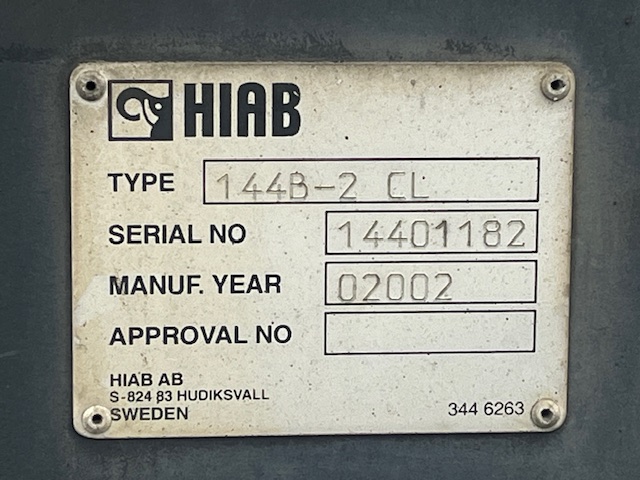 HIAB
TYPE 144B-2 CL
SERIAL NO 14401182
MANUF. YEAR 02002
APPROVAL NO
HIAB AB
S-824 83 HUDIKSVALL
SWEDEN 344 6263